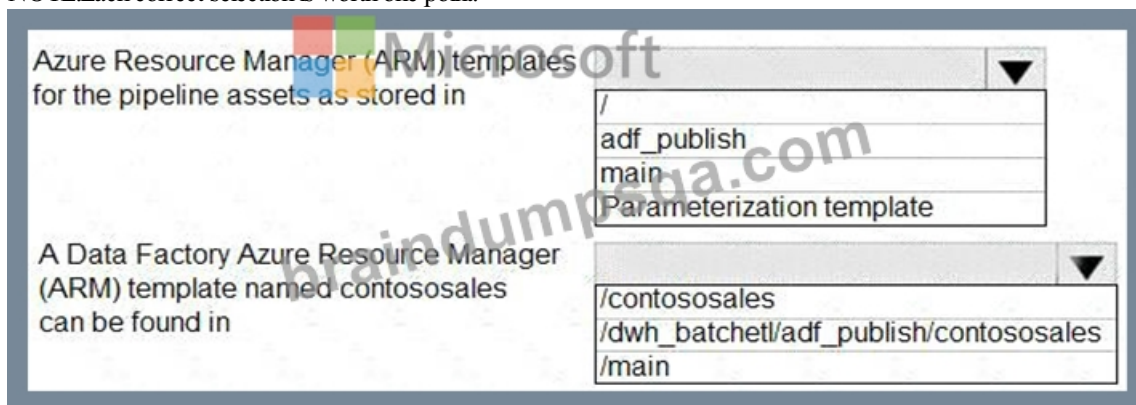 Microsoft
Azure Resource Manager (ARM) templates
for the pipeline assets as stored in
/
adf_publish
main
Parameterization template
braindumpsqa.com
A Data Factory Azure Resource Manager
(ARM) template named contososales
can be found in
/contososales
/dwh_batchetl/adf_publish/contososales
/main